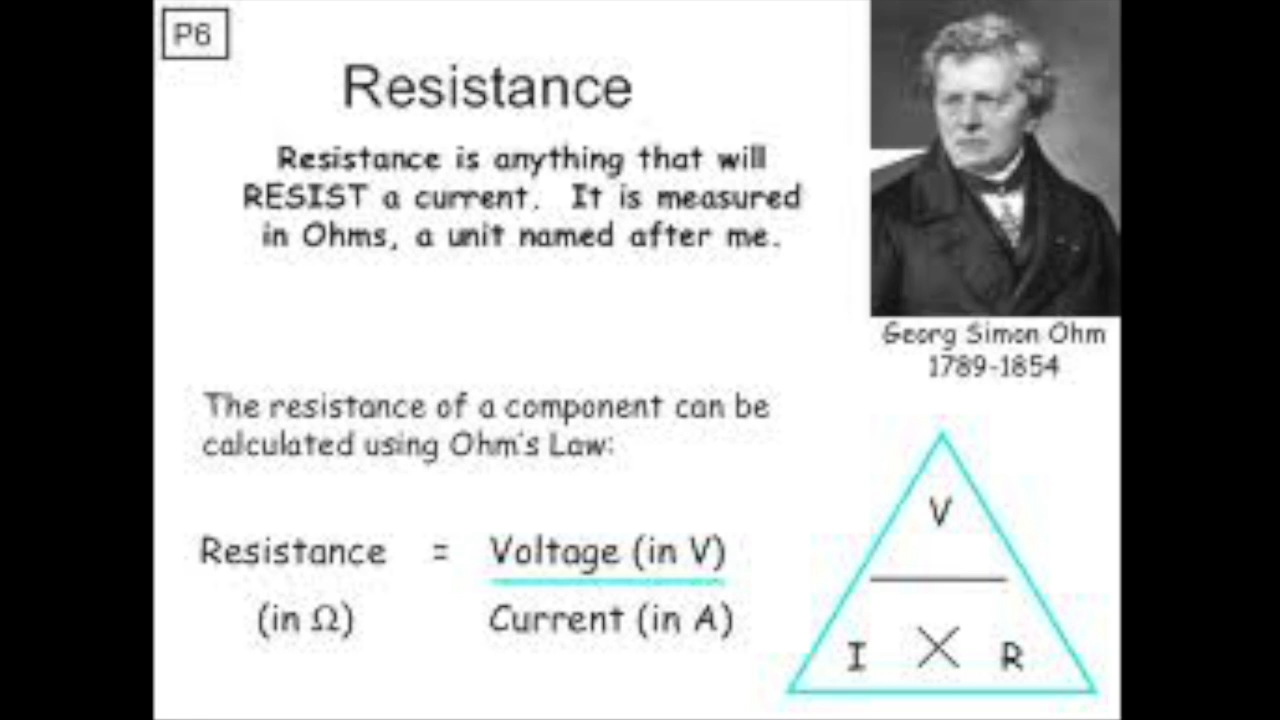 P6
Resistance
Resistance is anything that will
RESIST a current. It is measured
in Ohms, a unit named after me.
Georg Simon Ohm
1789-1854
The resistance of a component can be
calculated using Ohm's Law:
Resistance = Voltage (in V)
(in Ω) Current (in A)
V
I X R